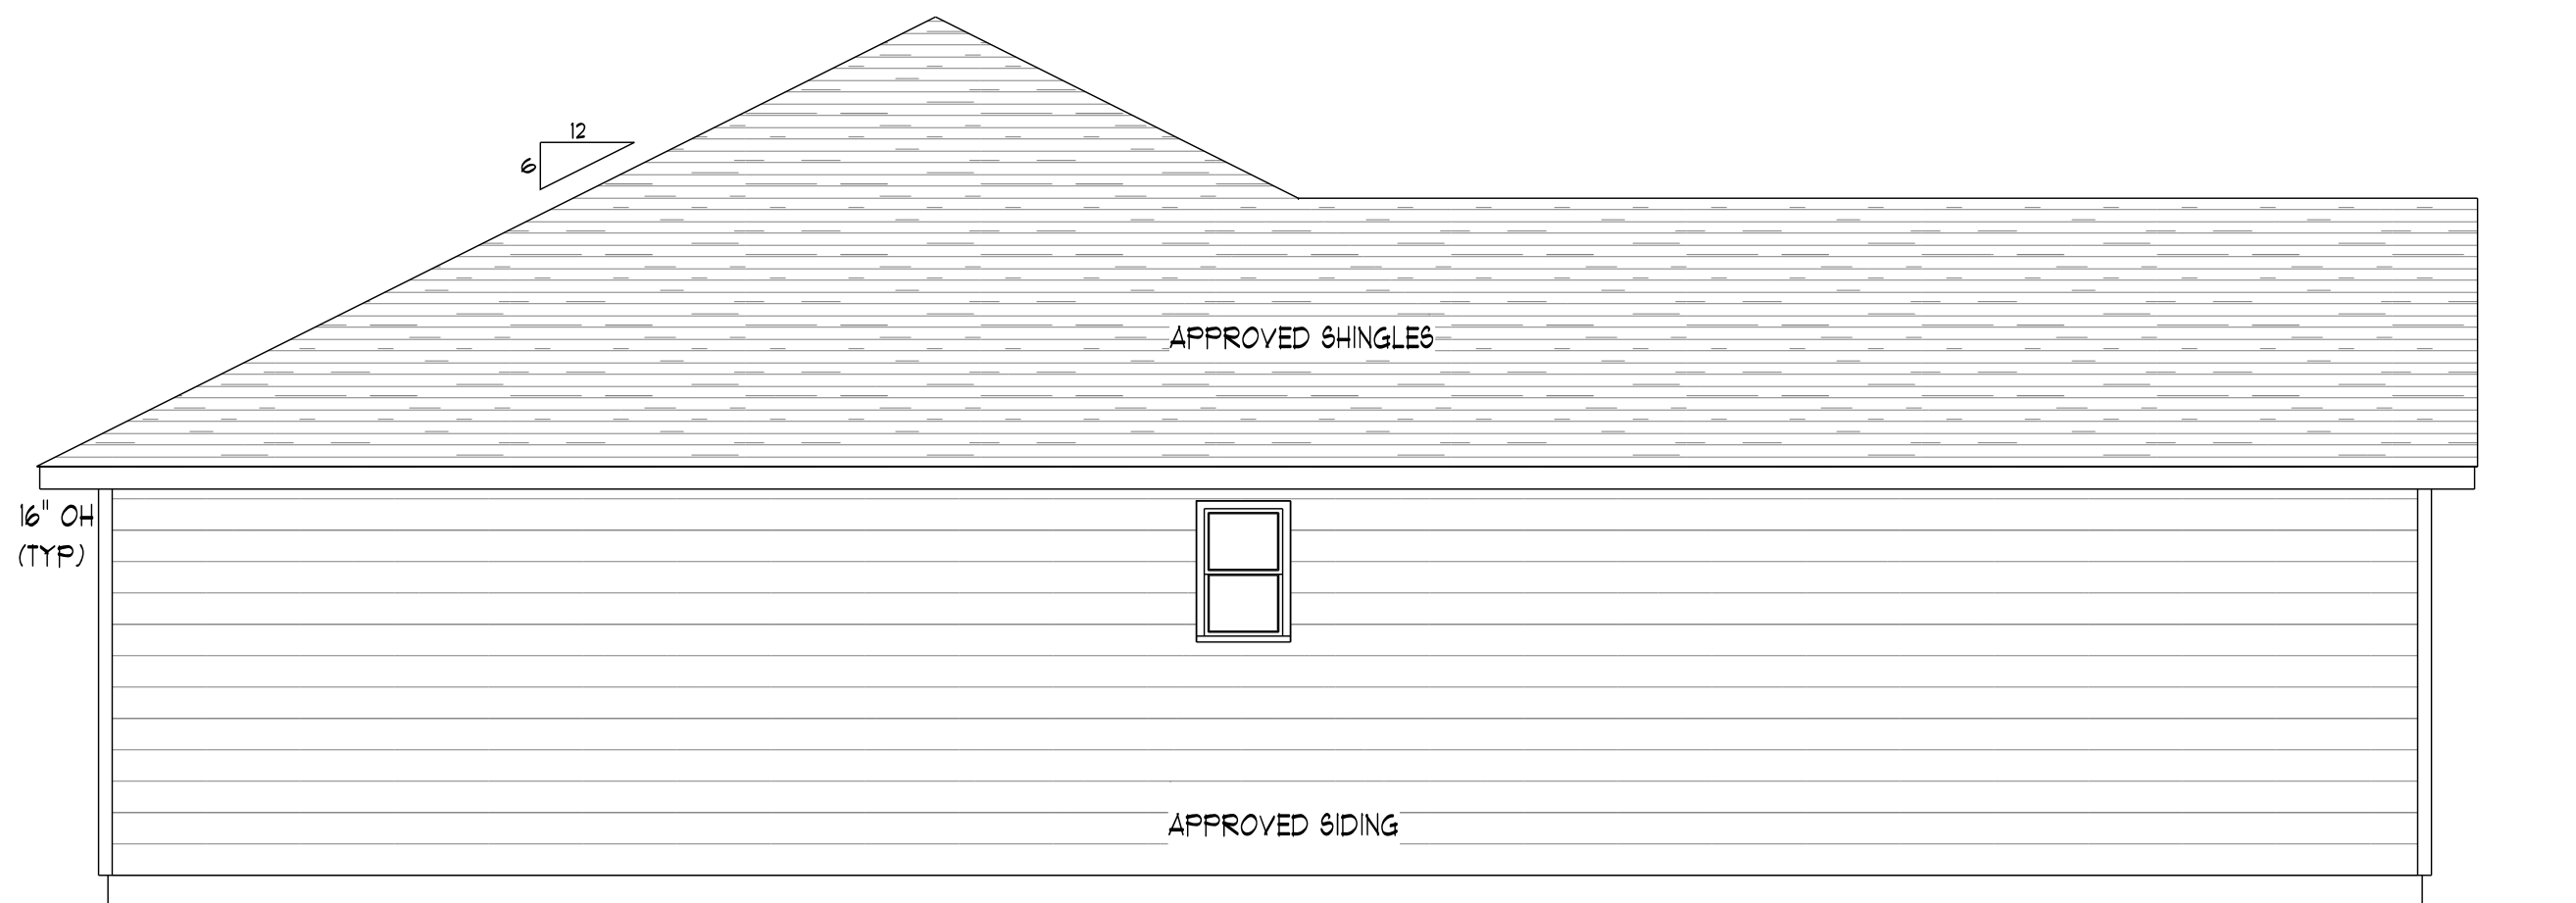 12
6
APPROVED SHINGLES
16" OH
(TYP)
APPROVED SIDING